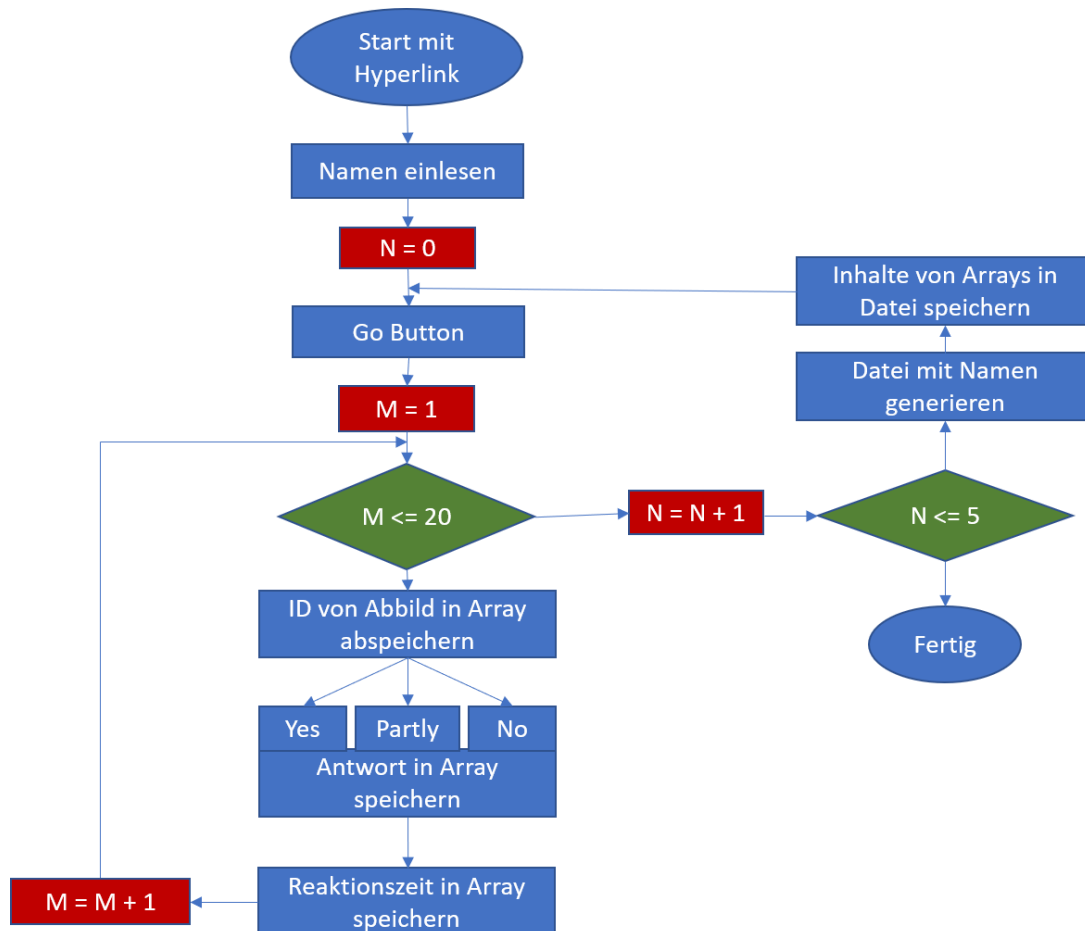 Start mit
Hyperlink
Namen einlesen
N = 0
Go Button
M = 1
M <= 20
ID von Abbild in Array
abspeichern
Yes
Partly
No
Antwort in Array
speichern
Reaktionszeit in Array
speichern
M = M + 1
N = N + 1
N <= 5
Datei mit Namen
generieren
Inhalte von Arrays in
Datei speichern
Fertig